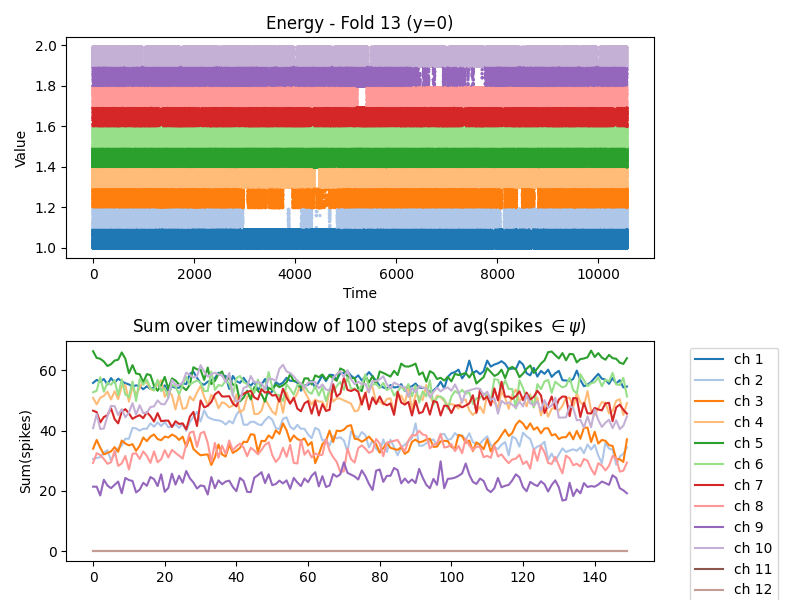 Energy - Fold 13 (y=0)
2.0
1.8
1.6
1.4
1.2
1.0
Value
0 2000 4000 6000 8000 10000
Time
Sum over timewindow of 100 steps of avg(spikes ∈ψ)
60
40
20
0
Sum(spikes)
0 20 40 60 80 100 120 140
ch 1
ch 2
ch 3
ch 4
ch 5
ch 6
ch 7
ch 8
ch 9
ch 10
ch 11
ch 12